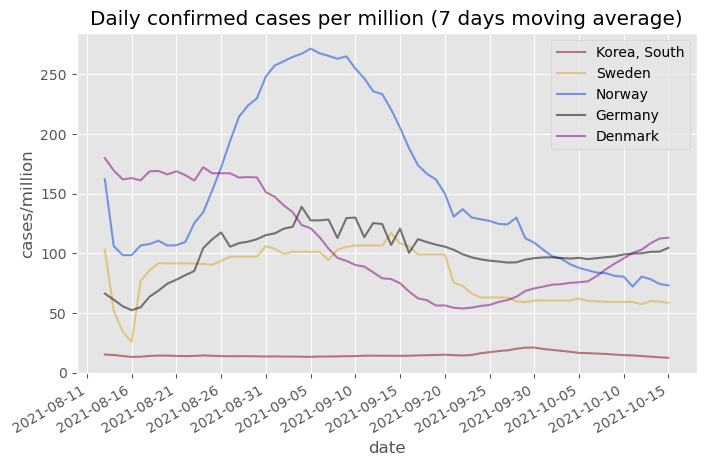 Daily confirmed cases per million (7 days moving average)
Korea, South
Sweden
Norway
Germany
Denmark
cases/million
250
200
150
100
50
0
2021-08-11
2021-08-16
2021-08-21
2021-08-26
2021-08-31
2021-09-05
2021-09-10
2021-09-15
2021-09-20
2021-09-25
2021-09-30
2021-10-05
2021-10-10
2021-10-15
date